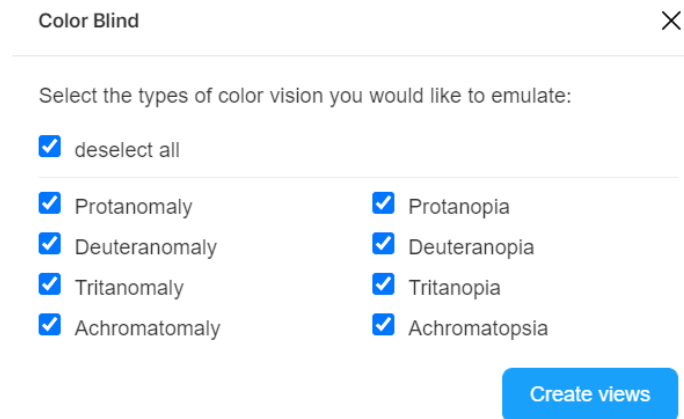 Color Blind
Select the types of color vision you would like to emulate:
deselect all
Protanomaly Protanopia
Deuteranomaly Deuteranopia
Tritanomaly Tritanopia
Achromatomaly Achromatopsia
Create views